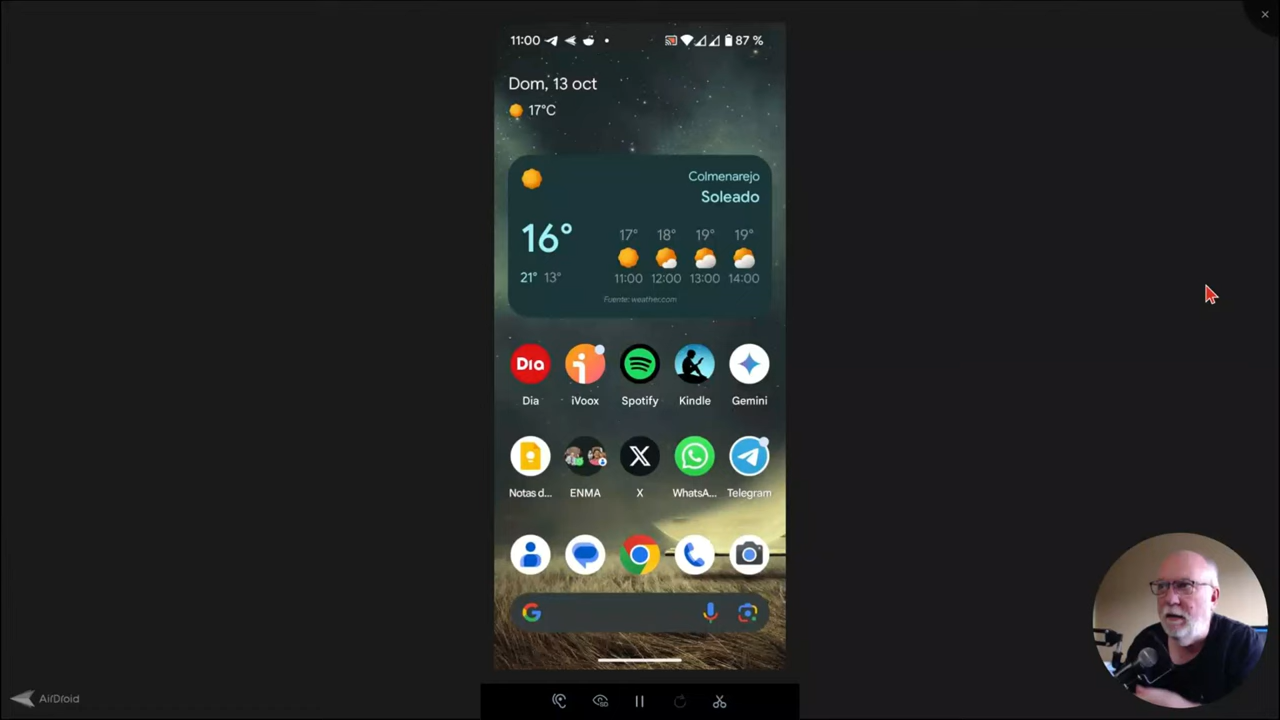 11:00
87 %
Dom, 13 oct
17°C
Colmenarejo
Soleado
16°
17° 18° 19° 19°
21° 13°
11:00 12:00 13:00 14:00
Fuente: weather.com
Dia
Dia iVoox Spotify Kindle Gemini
Notas d... ENMA X WhatsA... Telegram
AirDroid